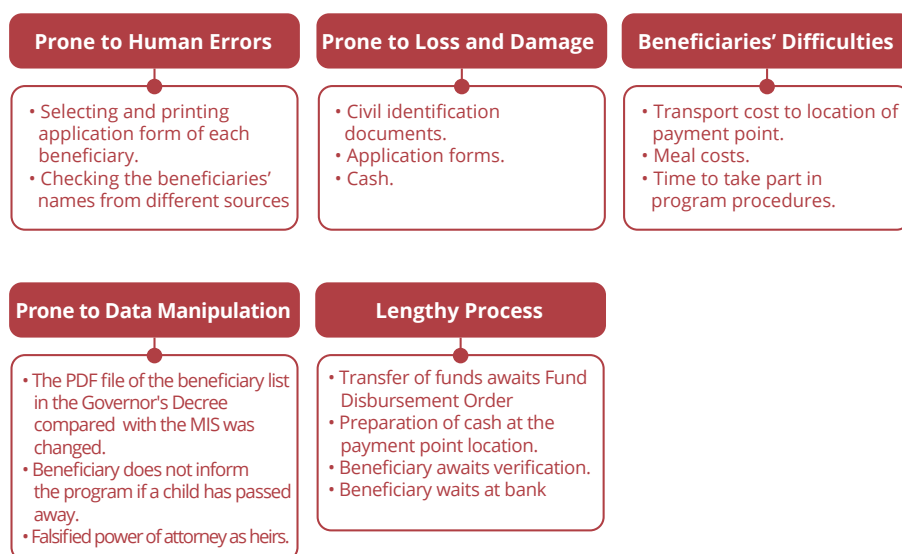 Prone to Human Errors
• Selecting and printing
application form of each
beneficiary.
• Checking the beneficiaries’
names from different sources
Prone to Loss and Damage
• Civil identification
documents.
• Application forms.
• Cash.
Beneficiaries’ Difficulties
• Transport cost to location of
payment point.
• Meal costs.
• Time to take part in
program procedures.
Prone to Data Manipulation
• The PDF file of the beneficiary list
in the Governor's Decree
compared with the MIS was
changed.
• Beneficiary does not inform
the program if a child has passed
away.
• Falsified power of attorney as heirs.
Lengthy Process
• Transfer of funds awaits Fund
Disbursement Order
• Preparation of cash at the
payment point location.
• Beneficiary awaits verification.
• Beneficiary waits at bank